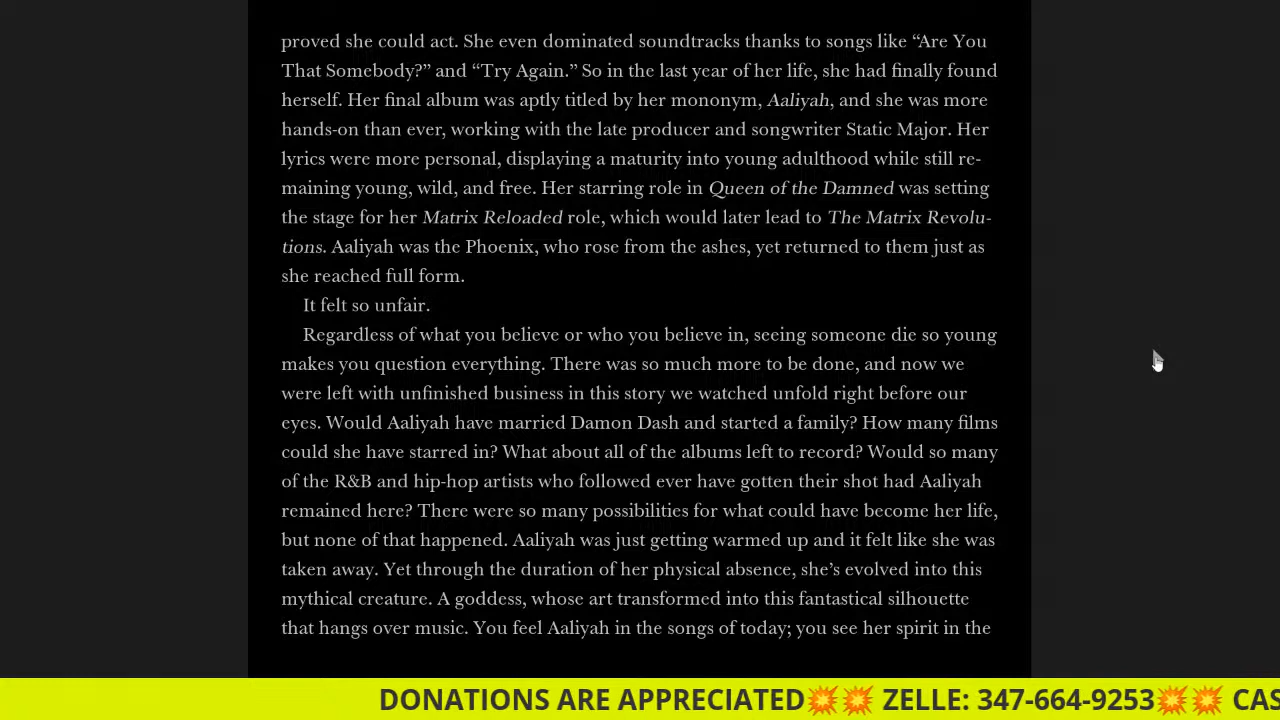 proved she could act. She even dominated soundtracks thanks to songs like “Are You
That Somebody?” and “Try Again.” So in the last year of her life, she had finally found
herself. Her final album was aptly titled by her mononym, Aaliyah, and she was more
hands-on than ever, working with the late producer and songwriter Static Major. Her
lyrics were more personal, displaying a maturity into young adulthood while still re-
maining young, wild, and free. Her starring role in Queen of the Damned was setting
the stage for her Matrix Reloaded role, which would later lead to The Matrix Revolu-
tions. Aaliyah was the Phoenix, who rose from the ashes, yet returned to them just as
she reached full form.
It felt so unfair.
Regardless of what you believe or who you believe in, seeing someone die so young
makes you question everything. There was so much more to be done, and now we
were left with unfinished business in this story we watched unfold right before our
eyes. Would Aaliyah have married Damon Dash and started a family? How many films
could she have starred in? What about all of the albums left to record? Would so many
of the R&B and hip-hop artists who followed ever have gotten their shot had Aaliyah
remained here? There were so many possibilities for what could have become her life,
but none of that happened. Aaliyah was just getting warmed up and it felt like she was
taken away. Yet through the duration of her physical absence, she’s evolved into this
mythical creature. A goddess, whose art transformed into this fantastical silhouette
that hangs over music. You feel Aaliyah in the songs of today; you see her spirit in the
DONATIONS ARE APPRECIATED💥💥 ZELLE: 347-664-9253💥💥 CAS